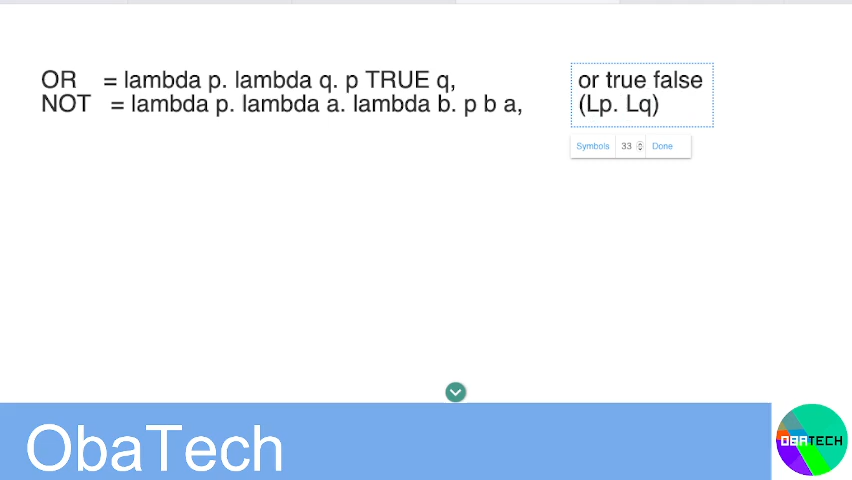 OR = lambda p. lambda q. p TRUE q,
NOT = lambda p. lambda a. lambda b. p b a,
or true false
(Lp. Lq)
Symbols 33 Done
ObaTech
OBATECH